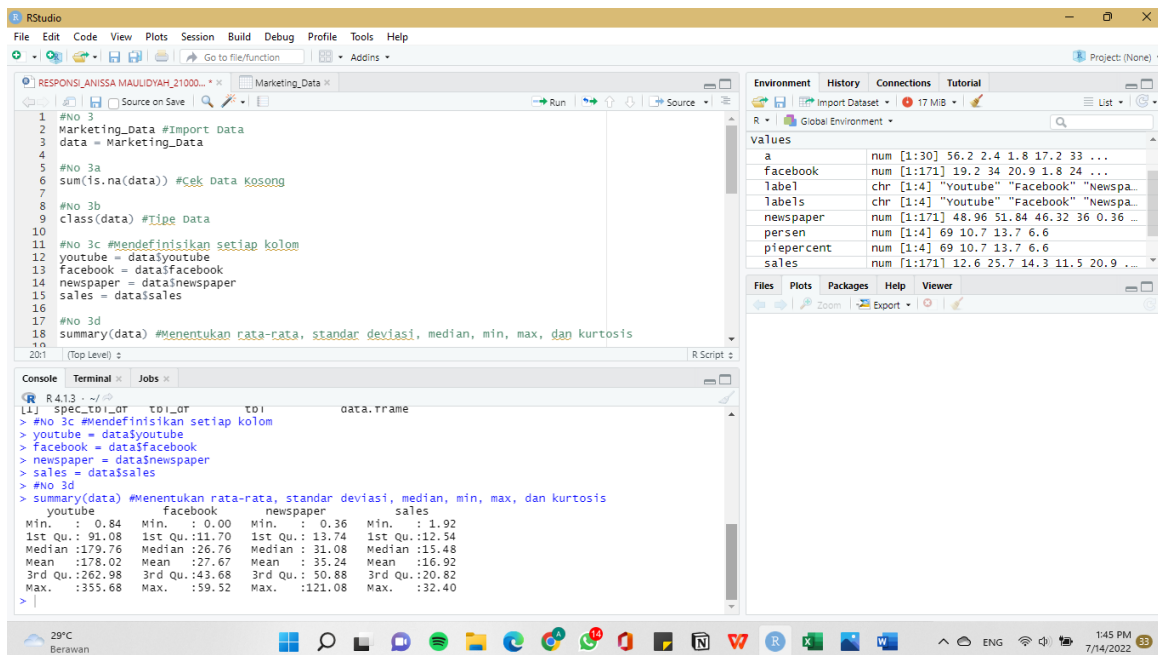 RStudio
File Edit Code View Plots Session Build Debug Profile Tools Help
Go to file/function Addins Project: (None)
RESPONSI_ANISSA MAULIDYAH_21000... * Marketing_Data
Source on Save Run Source
1 #No 3
2 Marketing_Data #Import Data
3 data = Marketing_Data
4
5 #No 3a
6 sum(is.na(data)) #Cek Data Kosong
7
8 #No 3b
9 class(data) #Tipe Data
10
11 #No 3c #Mendefinisikan setiap kolom
12 youtube = data$youtube
13 facebook = data$facebook
14 newspaper = data$newspaper
15 sales = data$sales
16
17 #No 3d
18 summary(data) #Menentukan rata-rata, standar deviasi, median, min, max, dan kurtosis
19
20:1 (Top Level) R Script
Console Terminal Jobs
R 4.1.3 · ~/
[1] "spec_tbl_df" "tbl_df" "tbl" "data.frame"
> #No 3c #Mendefinisikan setiap kolom
> youtube = data$youtube
> facebook = data$facebook
> newspaper = data$newspaper
> sales = data$sales
> #No 3d
> summary(data) #Menentukan rata-rata, standar deviasi, median, min, max, dan kurtosis
youtube facebook newspaper sales
Min. : 0.84 Min. : 0.00 Min. : 0.36 Min. : 1.92
1st Qu.: 91.08 1st Qu.:11.70 1st Qu.: 13.74 1st Qu.:12.54
Median :179.76 Median :26.76 Median : 31.08 Median :15.48
Mean :178.02 Mean :27.67 Mean : 35.24 Mean :16.92
3rd Qu.:262.98 3rd Qu.:43.68 3rd Qu.: 50.88 3rd Qu.:20.82
Max. :355.68 Max. :59.52 Max. :121.08 Max. :32.40
>
Environment History Connections Tutorial
Import Dataset 17 MiB List
R Global Environment
Values
a num [1:30] 56.2 2.4 1.8 17.2 33 ...
facebook num [1:171] 19.2 34 20.9 1.8 24 ...
label chr [1:4] "Youtube" "Facebook" "Newspa…
labels chr [1:4] "Youtube" "Facebook" "Newspa…
newspaper num [1:171] 48.96 51.84 46.32 36 0.36 …
persen num [1:4] 69 10.7 13.7 6.6
piepercent num [1:4] 69 10.7 13.7 6.6
sales num [1:171] 12.6 25.7 14.3 11.5 20.9 ...
Files Plots Packages Help Viewer
Zoom Export
29°C
Berawan
14
ENG
1:45 PM
7/14/2022
33